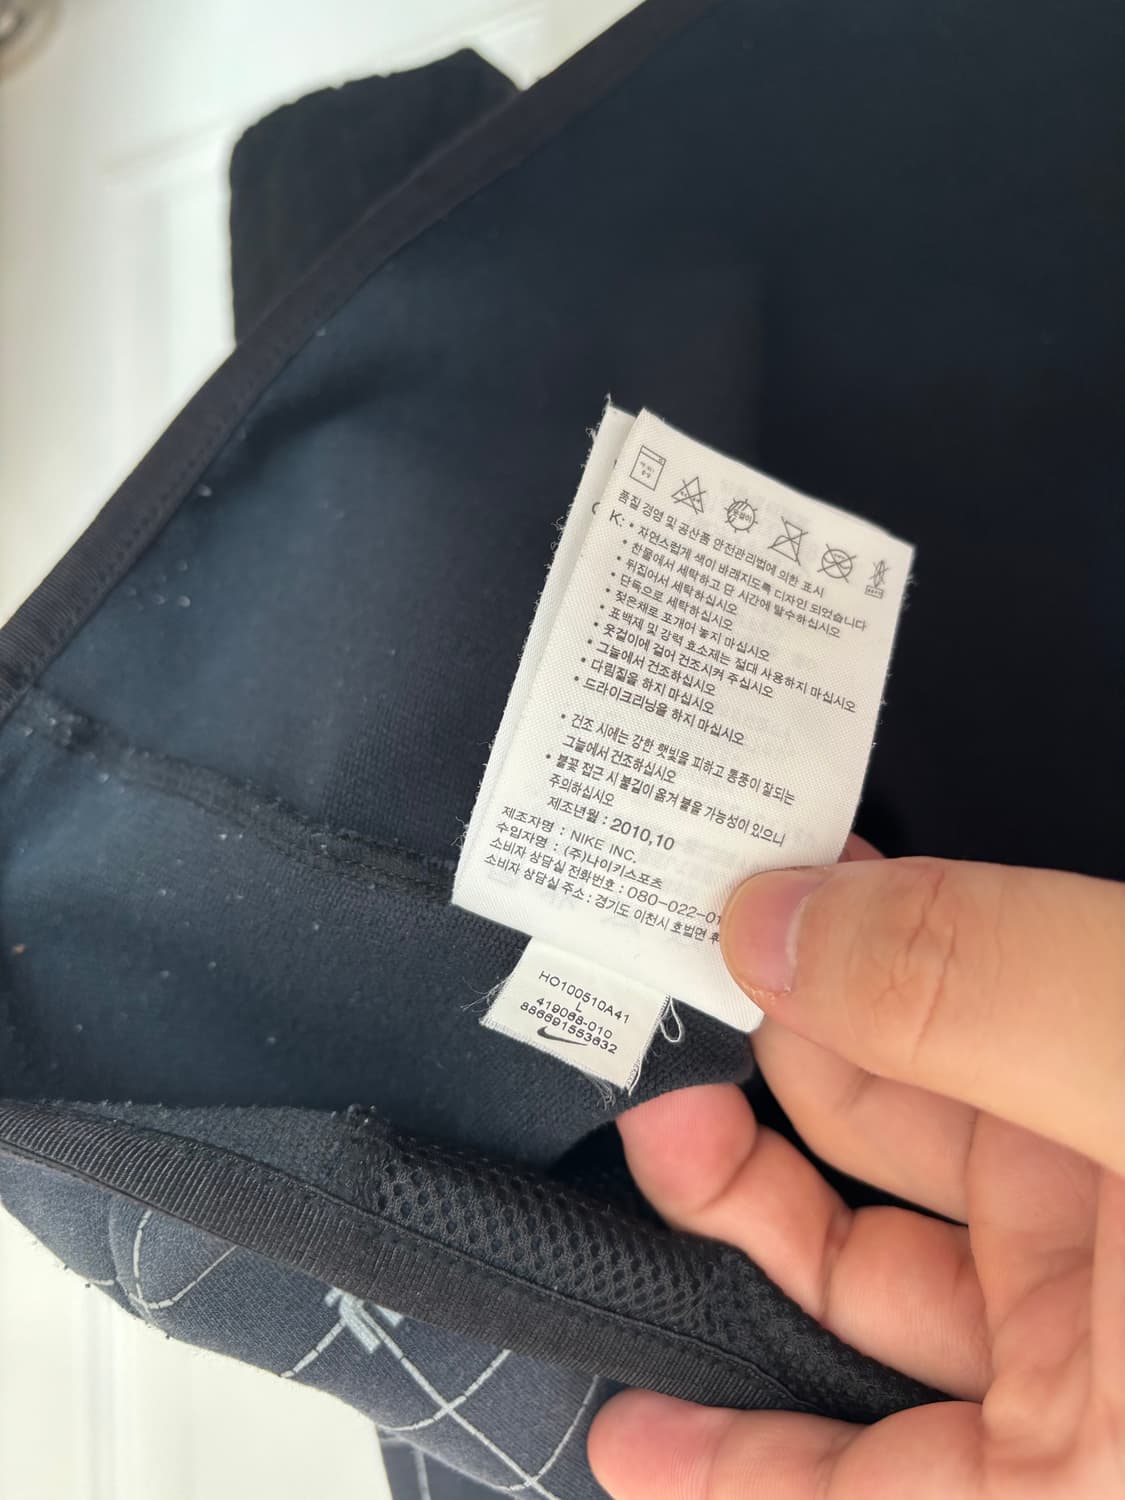 품질 경영 및 공산품 안전관리법에 의한 표시
K: • 자연스럽게 색이 바래지도록 디자인 되었습니다
• 찬물에서 세탁하고 단 시간에 탈수하십시오
• 뒤집어서 세탁하십시오
• 단독으로 세탁하십시오
• 젖은채로 포개어 놓지 마십시오
• 표백제 및 강력 효소제는 절대 사용하지 마십시오
• 옷걸이에 걸어 건조시켜 주십시오
• 그늘에서 건조하십시오
• 다림질을 하지 마십시오
• 드라이크리닝을 하지 마십시오
• 건조 시에는 강한 햇빛을 피하고 통풍이 잘되는
그늘에서 건조하십시오
• 불꽃 접근 시 불길이 옮겨 붙을 가능성이 있으니
주의하십시오
제조년월 : 2010,10
제조자명 : NIKE INC.
수입자명 : (주)나이키스포츠
소비자 상담실 전화번호 : 080-022-01
소비자 상담실 주소 : 경기도 이천시 호법면 후
HO100510A41
L
419068-010
886691553632